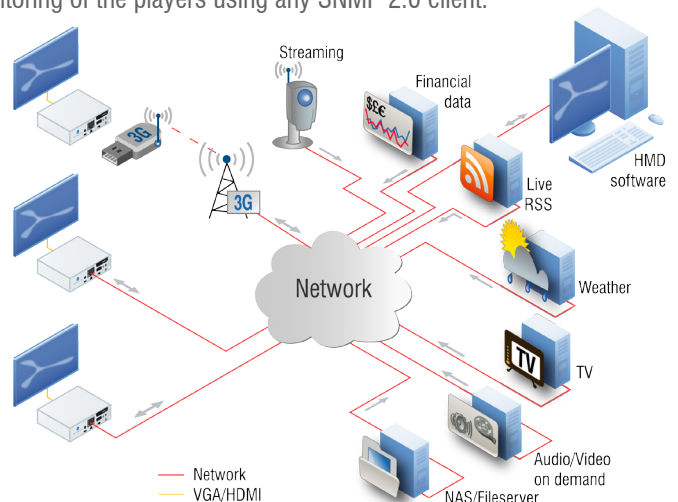 itoring of the players using any SNMP 2.0 client.
Streaming
Financial
data
$£€
3G
3G
HMD
software
Live
RSS
Network
Weather
TV
TV
Audio/Video
on demand
NAS/Fileserver
Network
VGA/HDMI